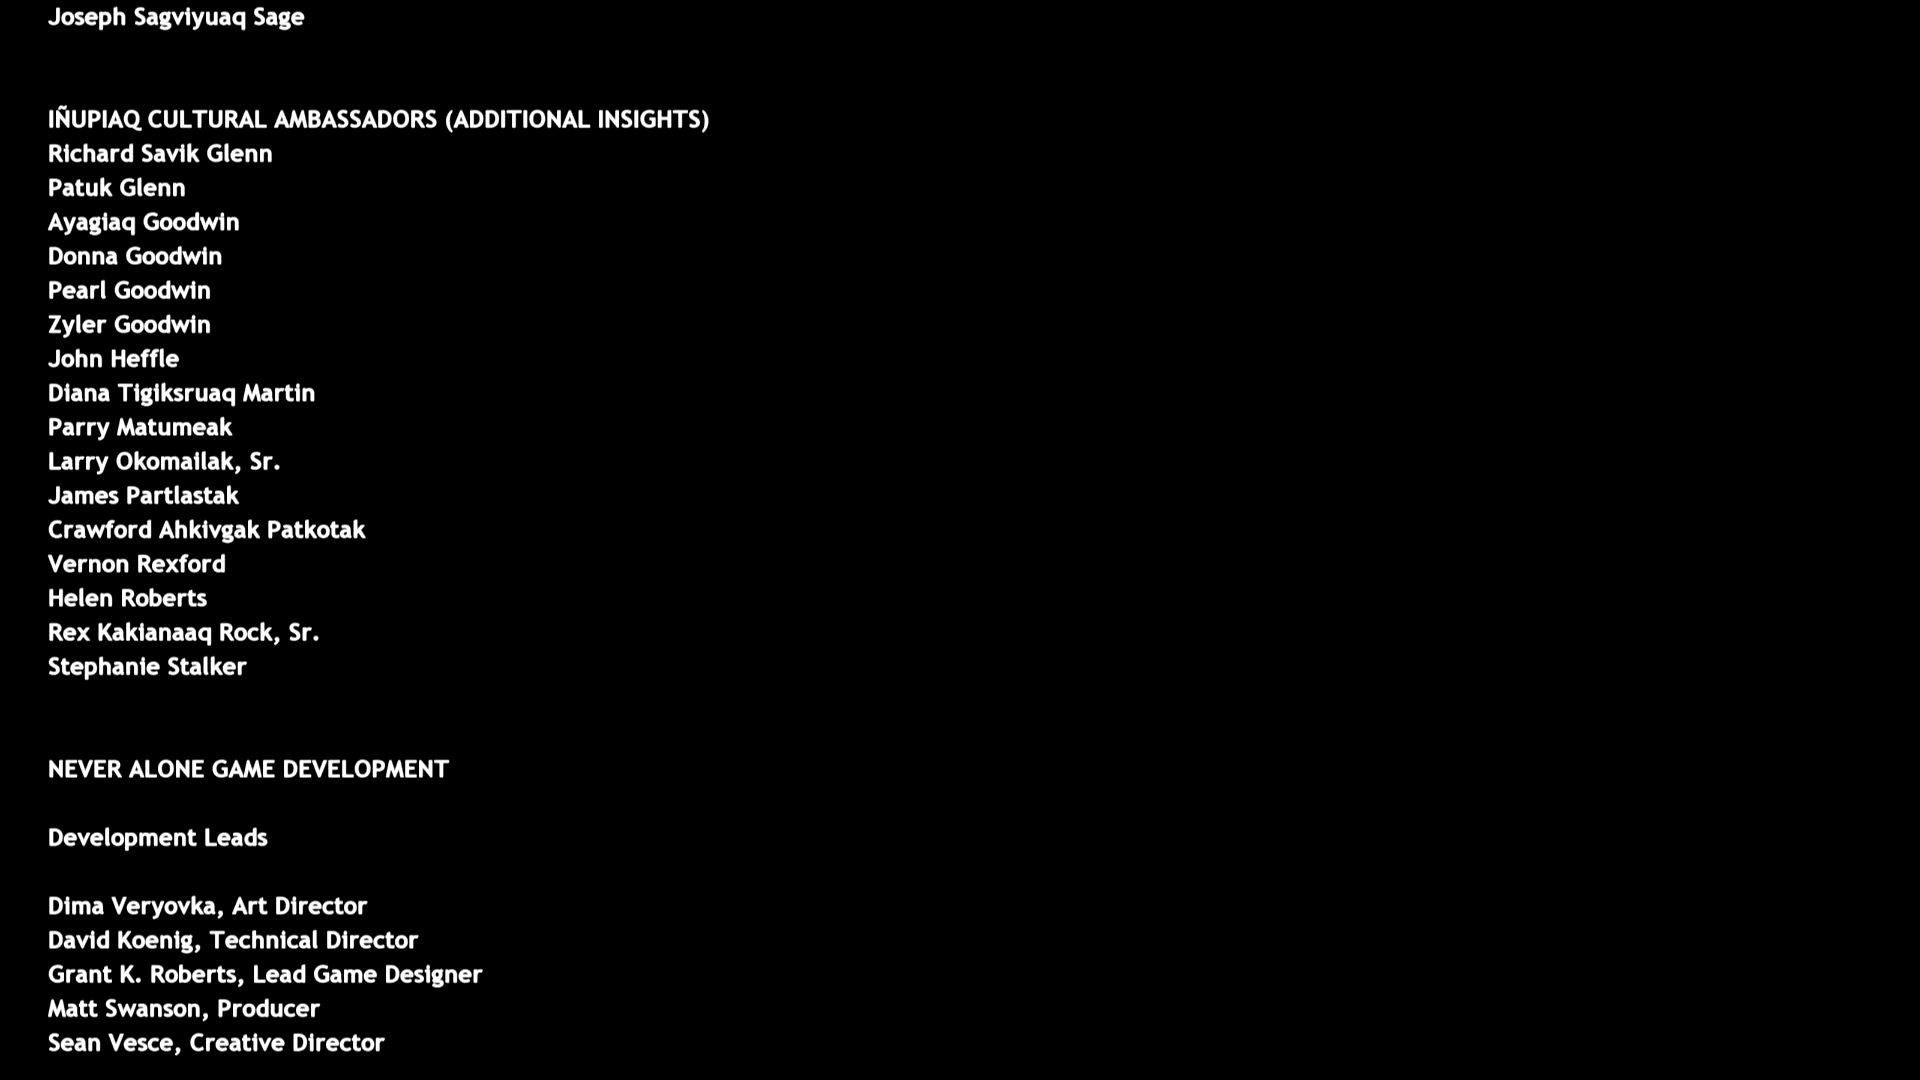 Joseph Sagviyuaq Sage
IÑUPIAQ CULTURAL AMBASSADORS (ADDITIONAL INSIGHTS)
Richard Savik Glenn
Patuk Glenn
Ayagiaq Goodwin
Donna Goodwin
Pearl Goodwin
Zyler Goodwin
John Heffle
Diana Tigiksruaq Martin
Parry Matumeak
Larry Okomailak, Sr.
James Partlastak
Crawford Ahkivgak Patkotak
Vernon Rexford
Helen Roberts
Rex Kakianaaq Rock, Sr.
Stephanie Stalker
NEVER ALONE GAME DEVELOPMENT
Development Leads
Dima Veryovka, Art Director
David Koenig, Technical Director
Grant K. Roberts, Lead Game Designer
Matt Swanson, Producer
Sean Vesce, Creative Director